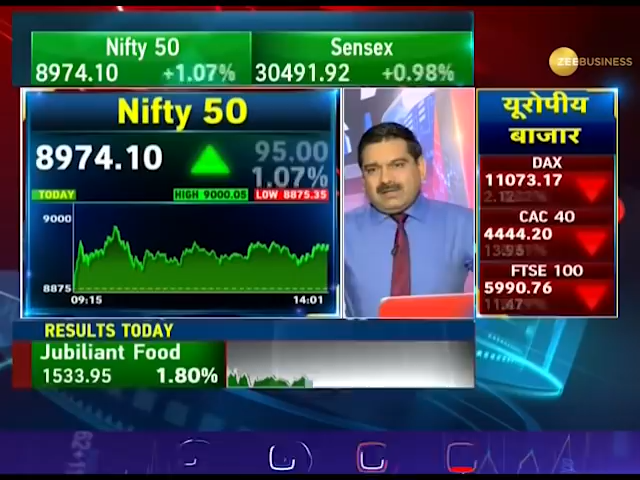 ZEEBUSINESS
Nifty 50
8974.10 +1.07%
Sensex
30491.92 +0.98%
Nifty 50
8974.10 95.00
1.07%
TODAY HIGH 9000.05 LOW 8875.35
9000
8875
09:15 14:01
यूरोपीय
बाजार
DAX
11073.17
CAC 40
4444.20
FTSE 100
5990.76
RESULTS TODAY
Jubiliant Food
1533.95 1.80%